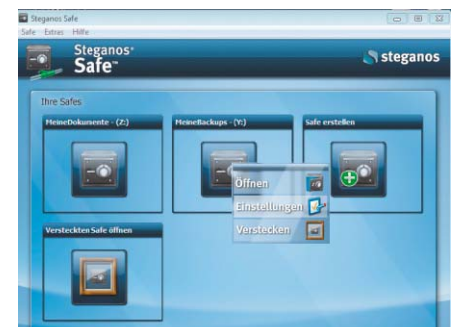 Steganos Safe
Safe Extras Hilfe
Steganos®
Safe™
steganos
Ihre Safes
MeineDokumente - (Z:)
MeineBackups - (Y:)
Safe erstellen
Öffnen
Einstellungen
Verstecken
Versteckten Safe öffnen